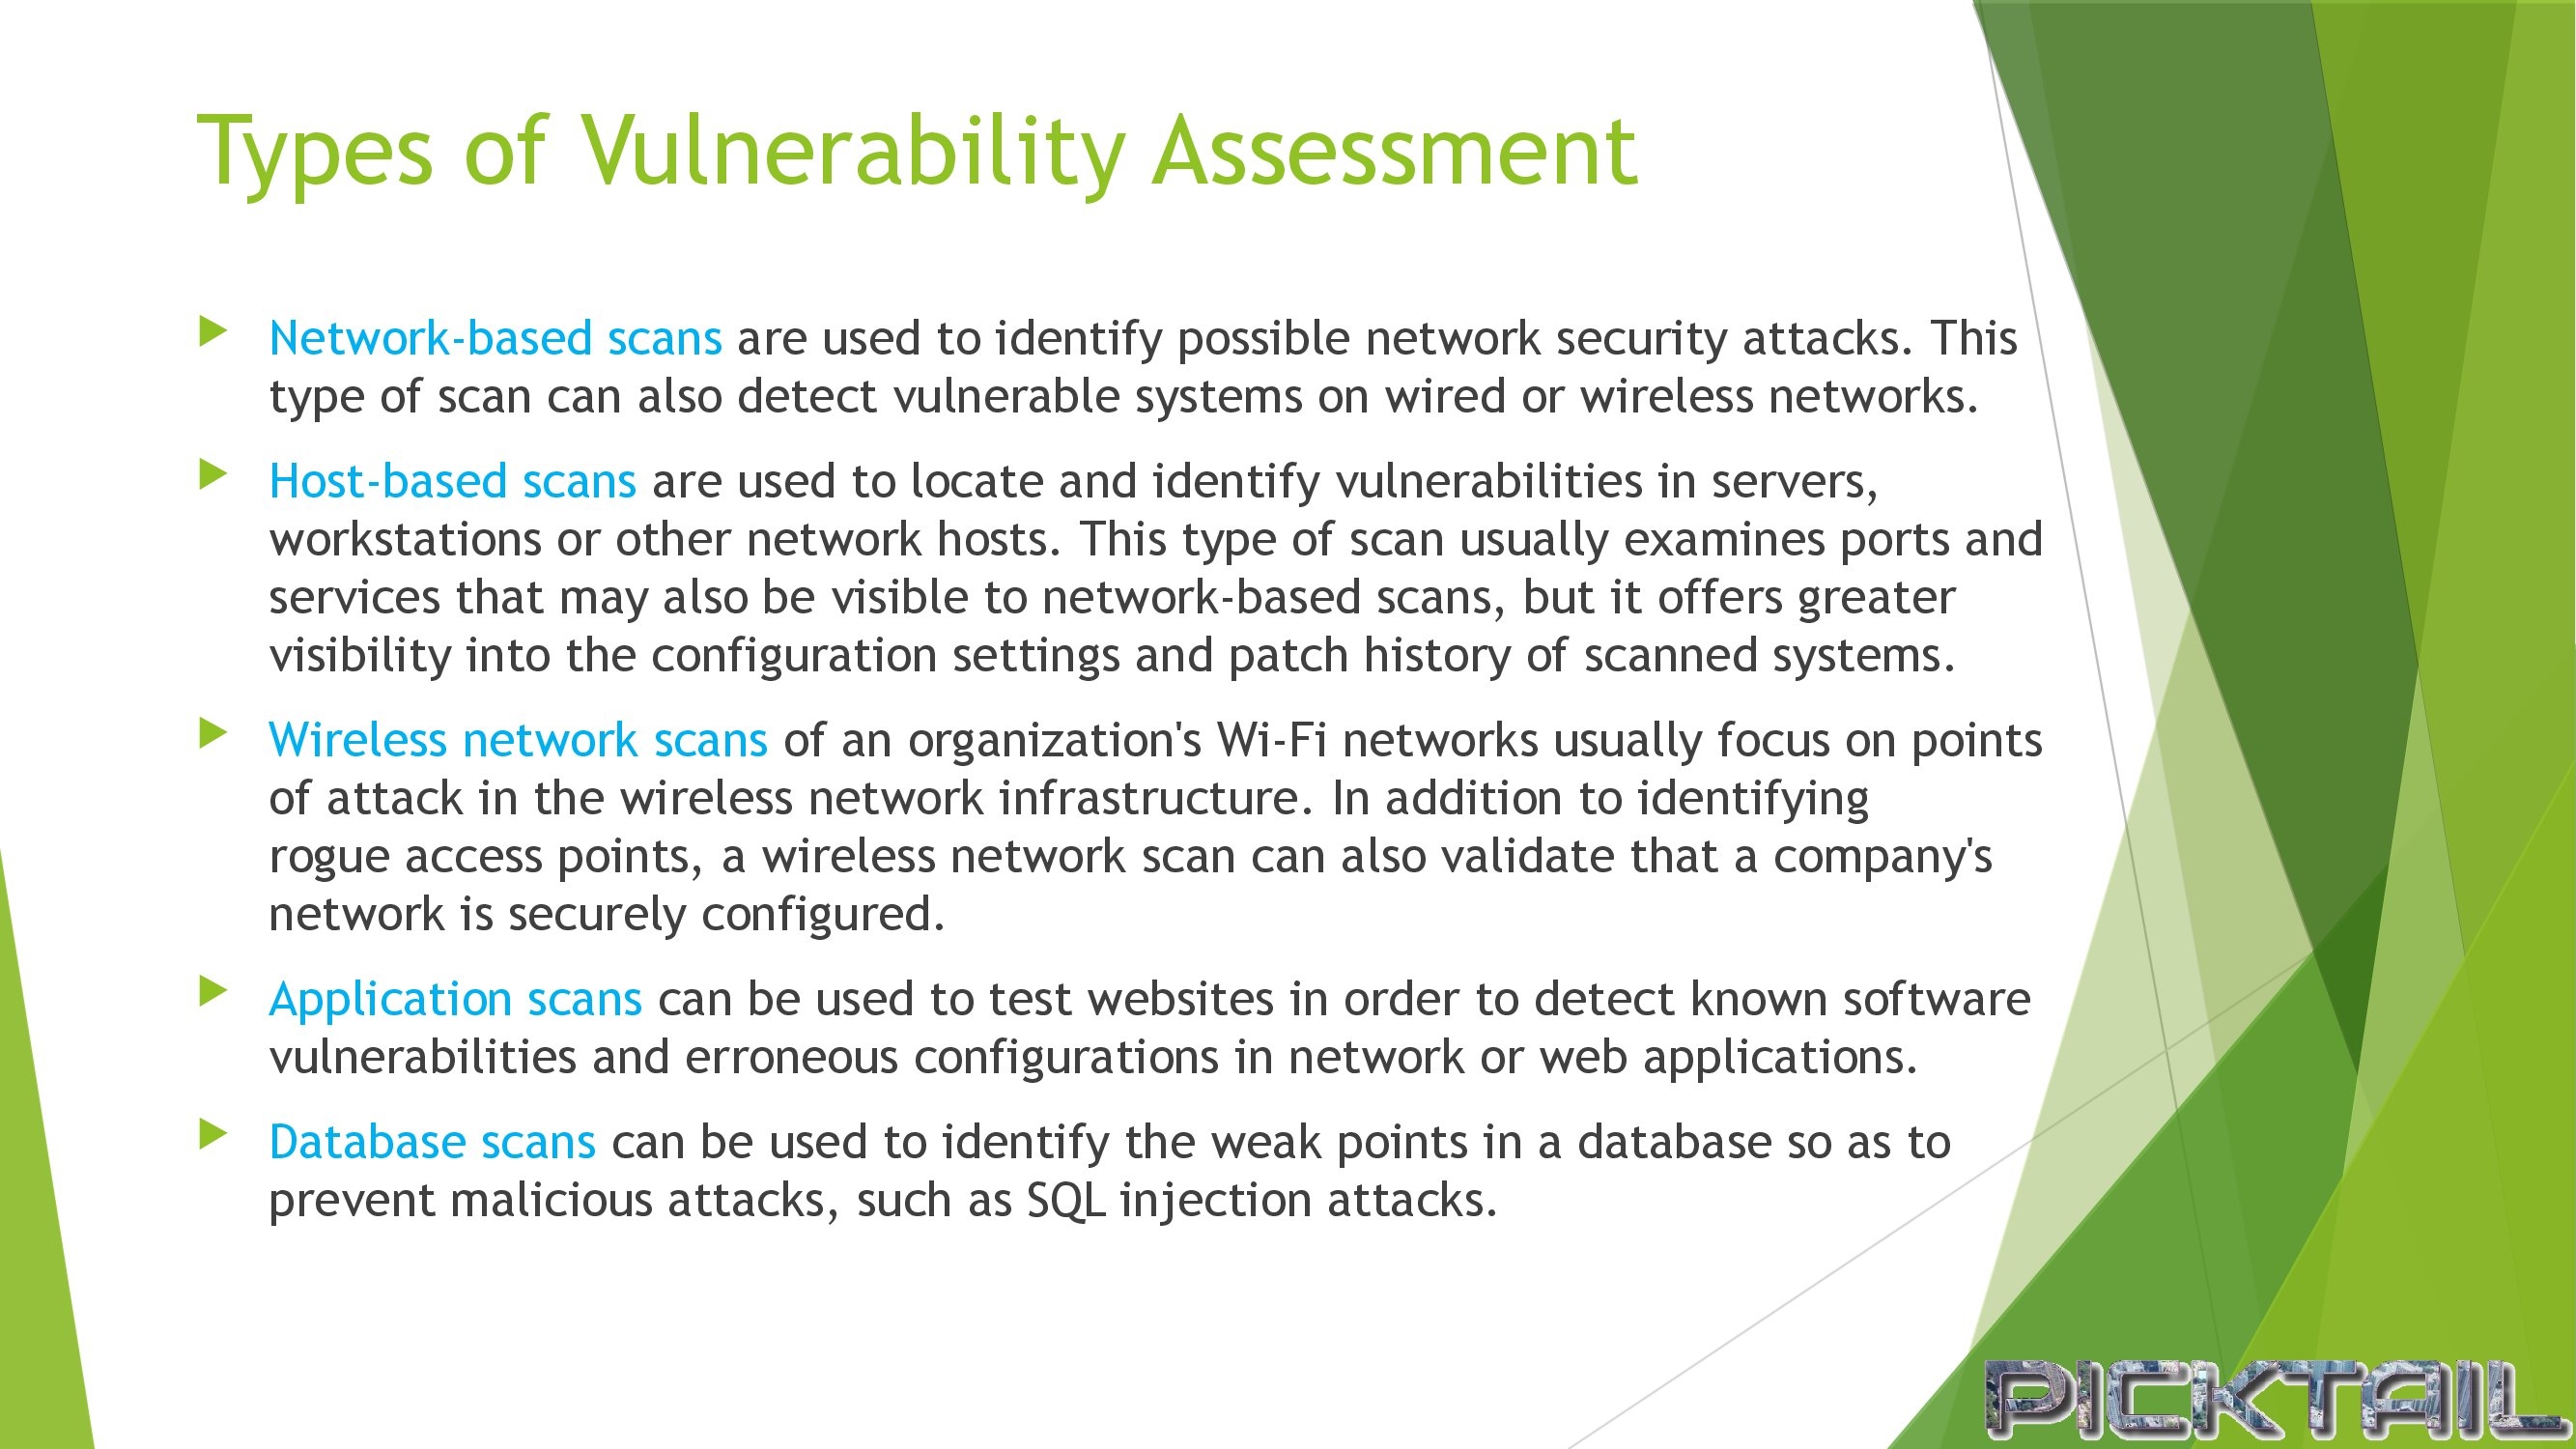 Types of Vulnerability Assessment
Network-based scans are used to identify possible network security attacks. This
type of scan can also detect vulnerable systems on wired or wireless networks.
Host-based scans are used to locate and identify vulnerabilities in servers,
workstations or other network hosts. This type of scan usually examines ports and
services that may also be visible to network-based scans, but it offers greater
visibility into the configuration settings and patch history of scanned systems.
Wireless network scans of an organization's Wi-Fi networks usually focus on points
of attack in the wireless network infrastructure. In addition to identifying
rogue access points, a wireless network scan can also validate that a company's
network is securely configured.
Application scans can be used to test websites in order to detect known software
vulnerabilities and erroneous configurations in network or web applications.
Database scans can be used to identify the weak points in a database so as to
prevent malicious attacks, such as SQL injection attacks.
PICKTAIL